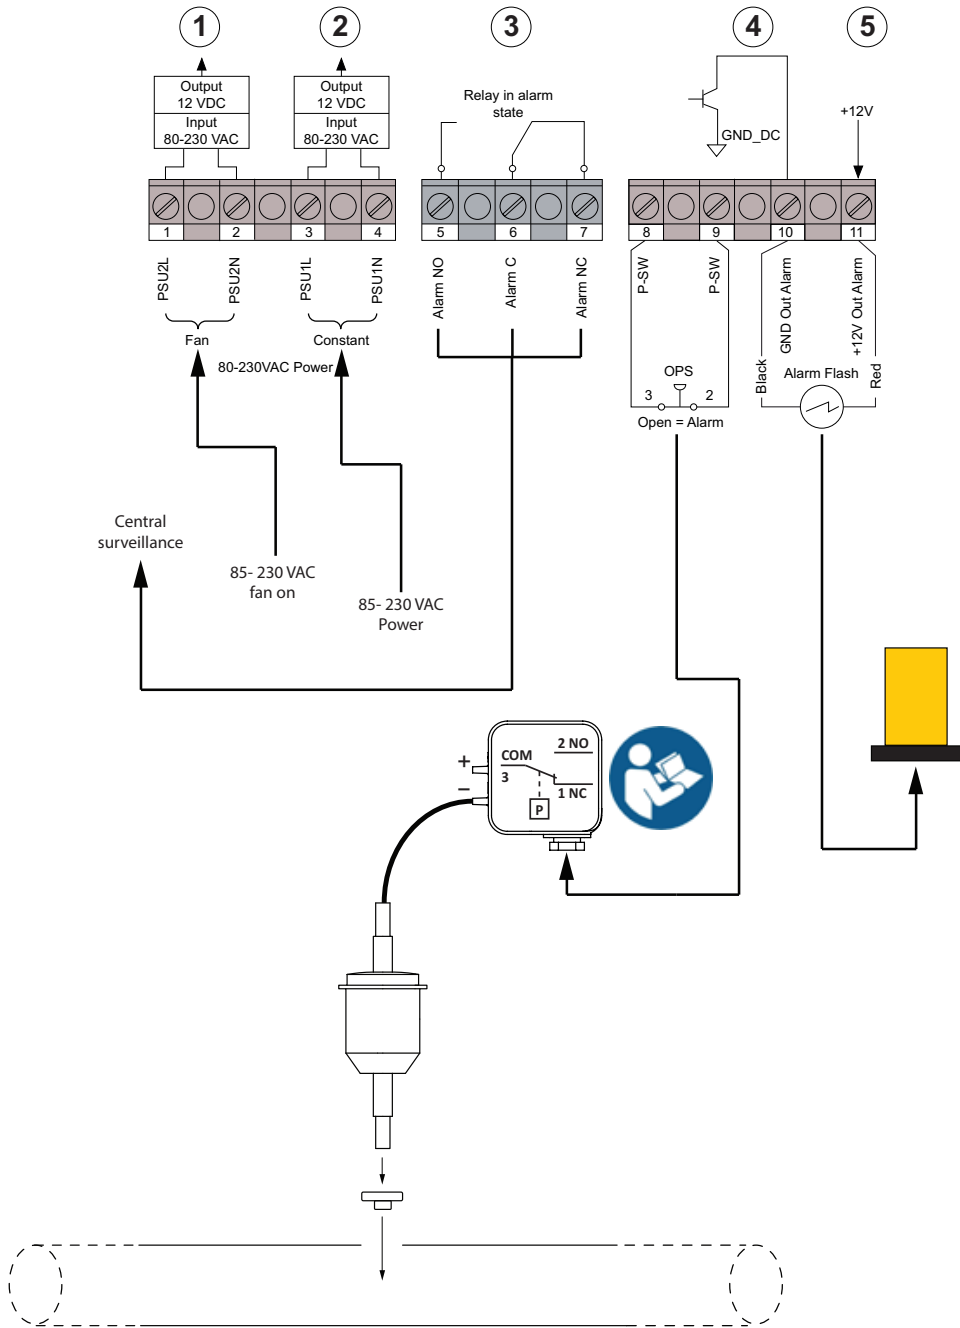 1
2
3
4
5
Output
12 VDC
Input
80-230 VAC
Output
12 VDC
Input
80-230 VAC
Relay in alarm
state
GND_DC
+12V
1
2
3
4
5
6
7
8
9
10
11
PSU2L
PSU2N
PSU1L
PSU1N
Alarm NO
Alarm C
Alarm NC
P-SW
P-SW
GND Out Alarm
+12V Out Alarm
Fan
Constant
80-230VAC Power
Black
Red
Alarm Flash
OPS
3
2
Open = Alarm
Central
surveillance
85- 230 VAC
fan on
85- 230 VAC
Power
+
–
COM
3
2 NO
1 NC
P